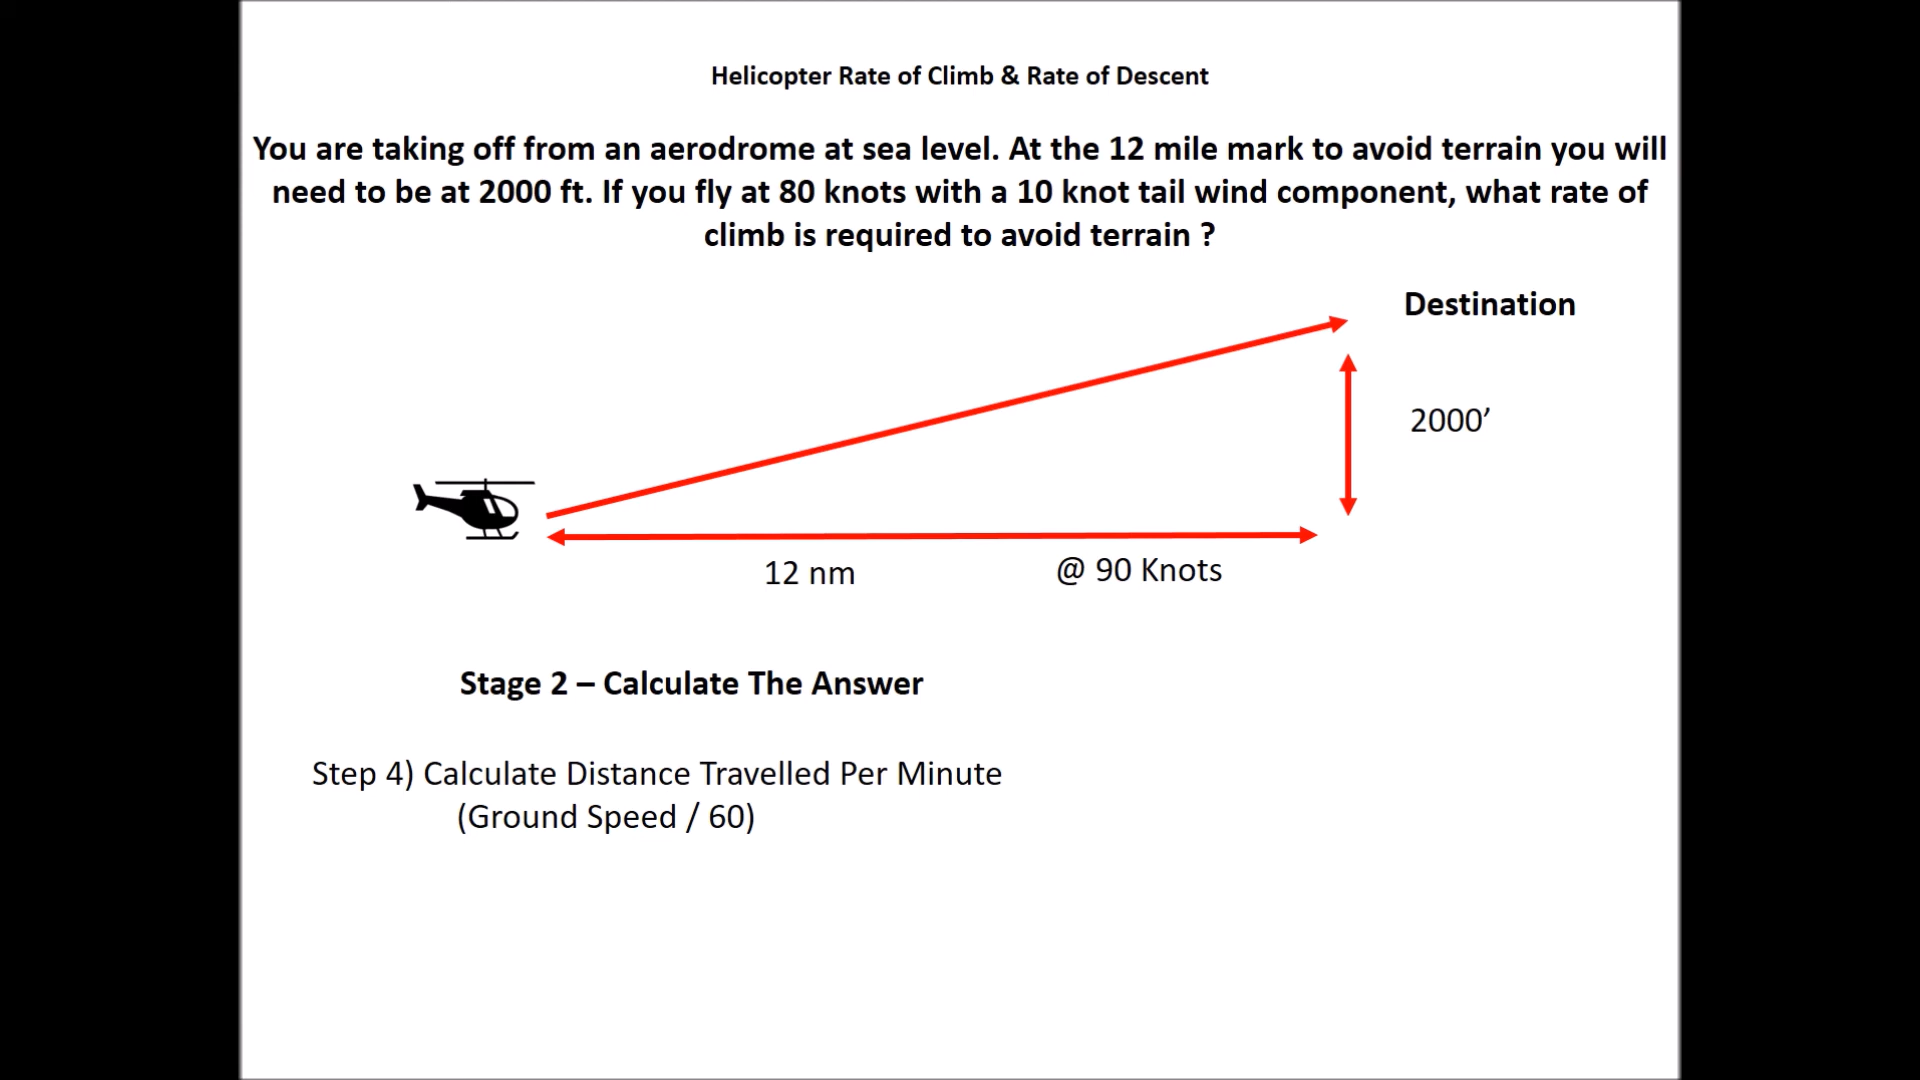 Helicopter Rate of Climb & Rate of Descent
You are taking off from an aerodrome at sea level. At the 12 mile mark to avoid terrain you will
need to be at 2000 ft. If you fly at 80 knots with a 10 knot tail wind component, what rate of
climb is required to avoid terrain ?
Destination
2000’
12 nm
@ 90 Knots
Stage 2 – Calculate The Answer
Step 4) Calculate Distance Travelled Per Minute
(Ground Speed / 60)